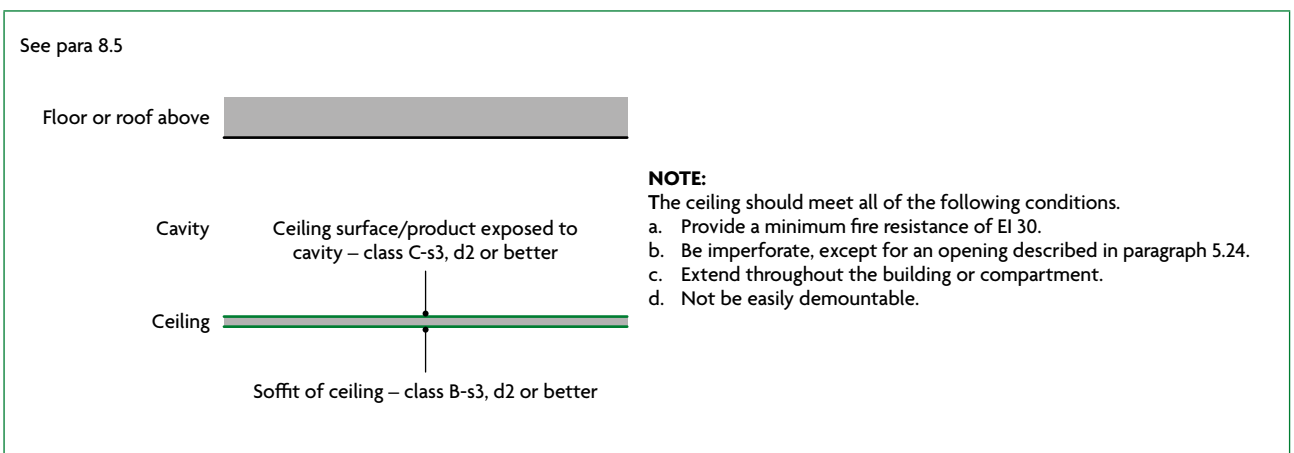 See para 8.5
Floor or roof above
Cavity
Ceiling surface/product exposed to
cavity – class C-s3, d2 or better
Ceiling
Soffit of ceiling – class B-s3, d2 or better
NOTE:
The ceiling should meet all of the following conditions.
a. Provide a minimum fire resistance of EI 30.
b. Be imperforate, except for an opening described in paragraph 5.24.
c. Extend throughout the building or compartment.
d. Not be easily demountable.